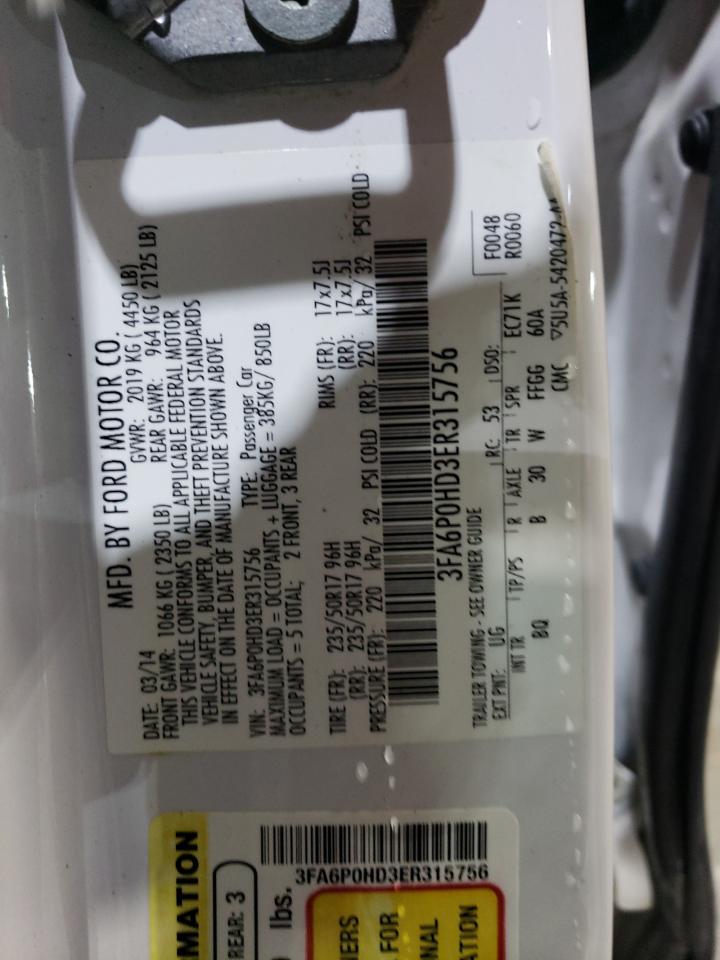 MFD. BY FORD MOTOR CO.
DATE: 03/14 GVWR: 2019 KG ( 4450 LB)
FRONT GAWR: 1066 KG ( 2350 LB) REAR GAWR: 964 KG ( 2125 LB)
THIS VEHICLE CONFORMS TO ALL APPLICABLE FEDERAL MOTOR
VEHICLE SAFETY, BUMPER, AND THEFT PREVENTION STANDARDS
IN EFFECT ON THE DATE OF MANUFACTURE SHOWN ABOVE.
VIN: 3FA6P0HD3ER315756 TYPE: Passenger Car
MAXIMUM LOAD = OCCUPANTS + LUGGAGE = 385KG/ 850LB
OCCUPANTS = 5 TOTAL; 2 FRONT, 3 REAR
TIRE (FR): 235/50R17 96H RIMS (FR): 17x7.5J
(RR): 235/50R17 96H (RR): 17x7.5J
PRESSURE (FR): 220 kPa/ 32 PSI COLD (RR): 220 kPa/ 32 PSI COLD
3FA6P0HD3ER315756
TRAILER TOWING - SEE OWNER GUIDE
EXT PNT: UG RC: 53 DSO: F0048
R0060
INT TR TP/PS R AXLE TR SPR EC71K
BQ B 30 W FFGG 60A
CMC 5U5A-5420472-
MATION
REAR: 3
lbs.
3FA6P0HD3ER315756
IERS
FOR
NAL
ATION